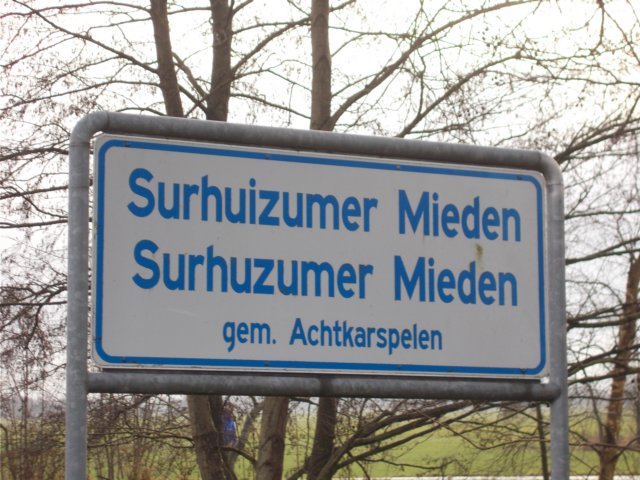 Surhuizumer Mieden
Surhuzumer Mieden
gem. Achtkarspelen